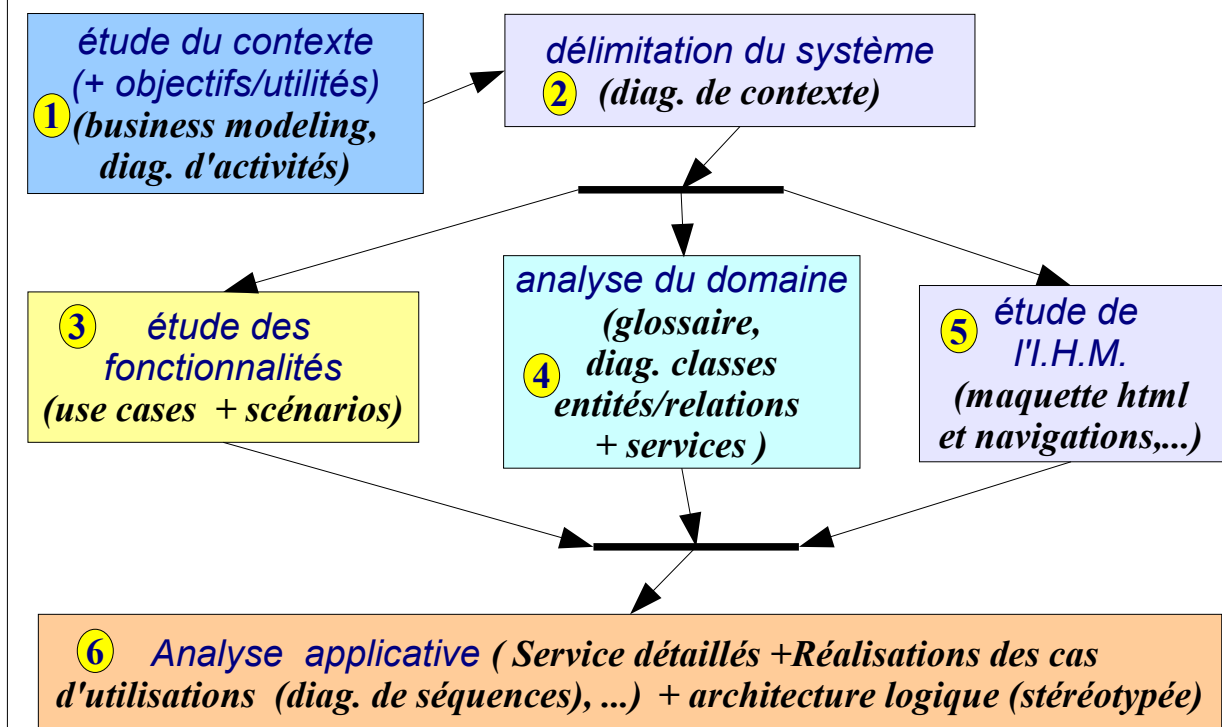 étude du contexte
(+ objectifs/utilités)
1 (business modeling,
diag. d'activités)
délimitation du système
2 (diag. de contexte)
3 étude des
fonctionnalités
(use cases + scénarios)
analyse du domaine
(glossaire,
diag. classes
4 entités/relations
+ services )
5 étude de
l'I.H.M.
(maquette html
et navigations,...)
6 Analyse applicative ( Service détaillés +Réalisations des cas
d'utilisations (diag. de séquences), ...) + architecture logique (stéréotypée)